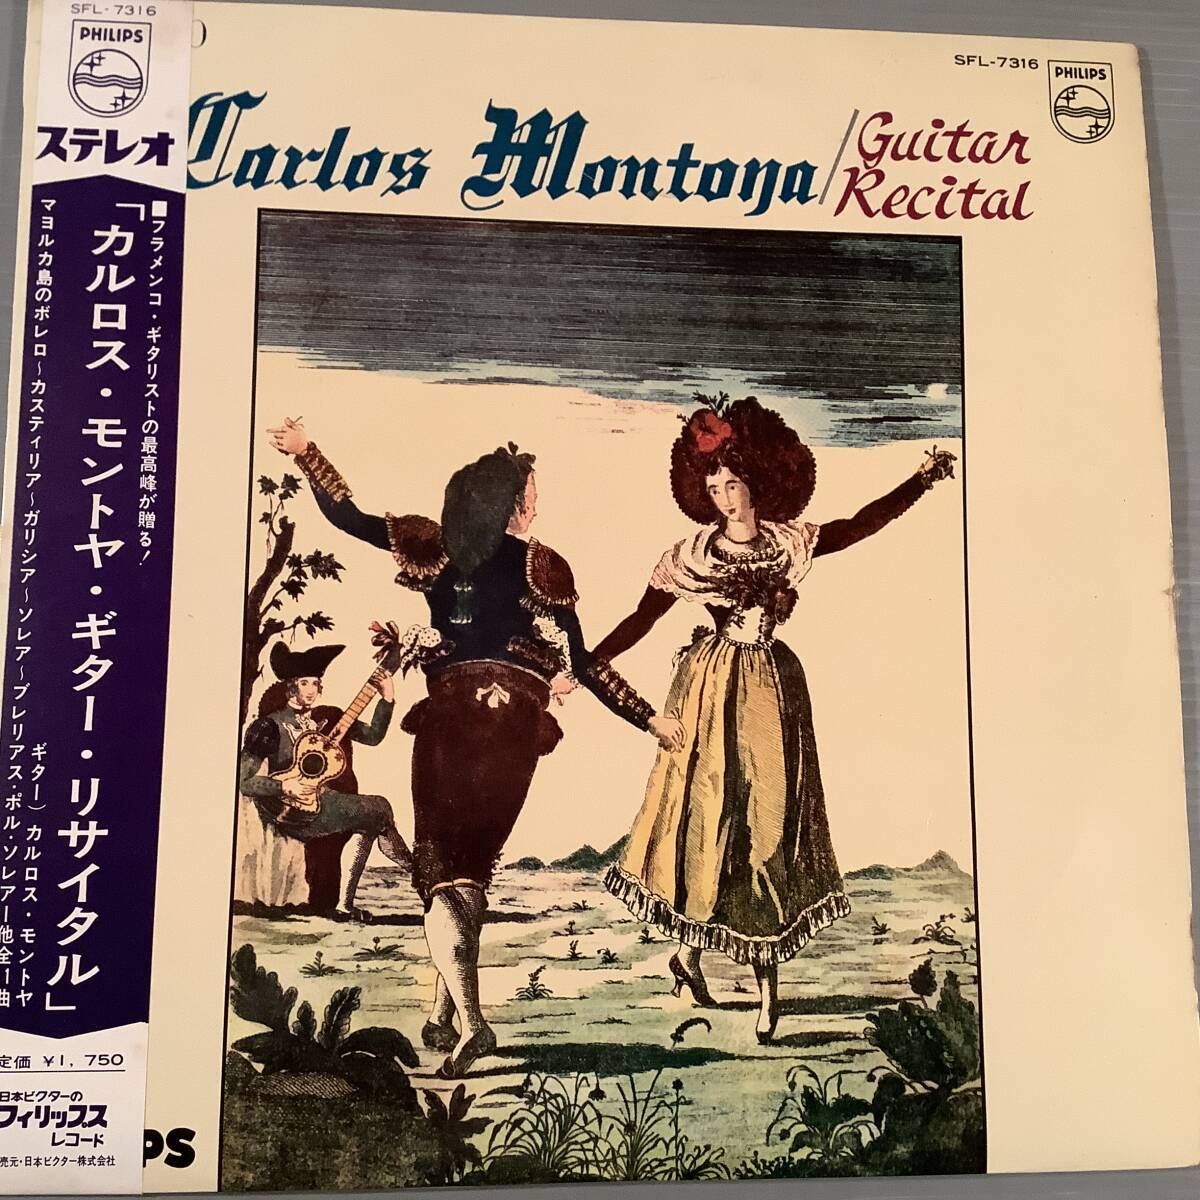 SFL-7316
PHILIPS
ステレオ
■フラメンコ・ギタリストの最高峰が贈る!
「カルロス・モントヤ・ギター・リサイタル」
ギター)カルロス・モントヤ
マヨルカ島のボレロ~カスティリア~ガリシア~ソレア~ブレリアス・ポル・ソレアー他全11曲
定価 ¥1,750
日本ビクターの
フィリップス
レコード
売元・日本ビクター株式会社
SFL-7316
PHILIPS
Carlos Montoya/Guitar
Recital
PS